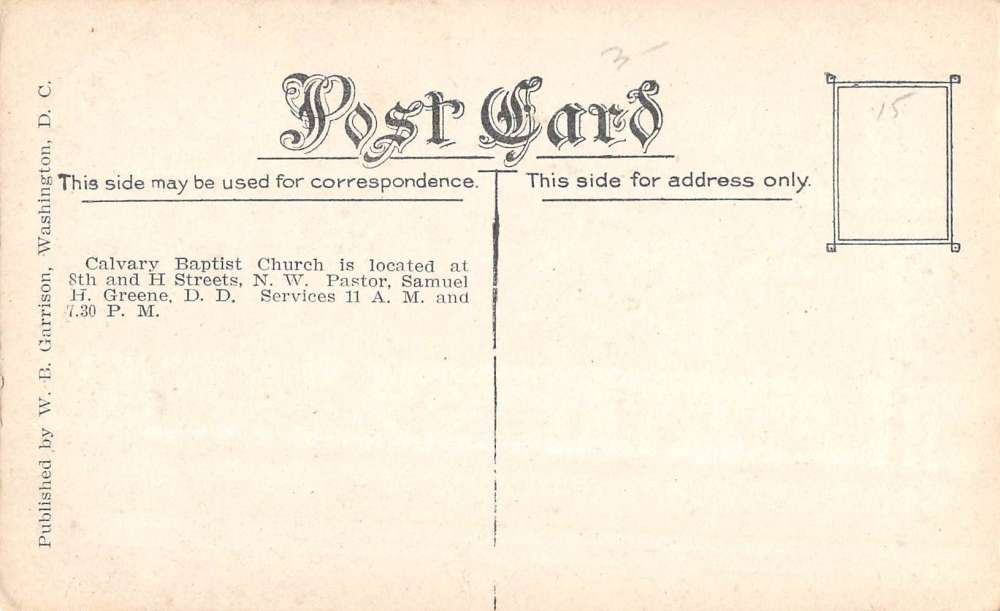 3-
Post Card
15
This side may be used for correspondence.
This side for address only.
Calvary Baptist Church is located at
8th and H Streets, N. W. Pastor, Samuel
H. Greene, D. D. Services 11 A. M. and
7.30 P. M.
Published by W. B. Garrison, Washington, D. C.